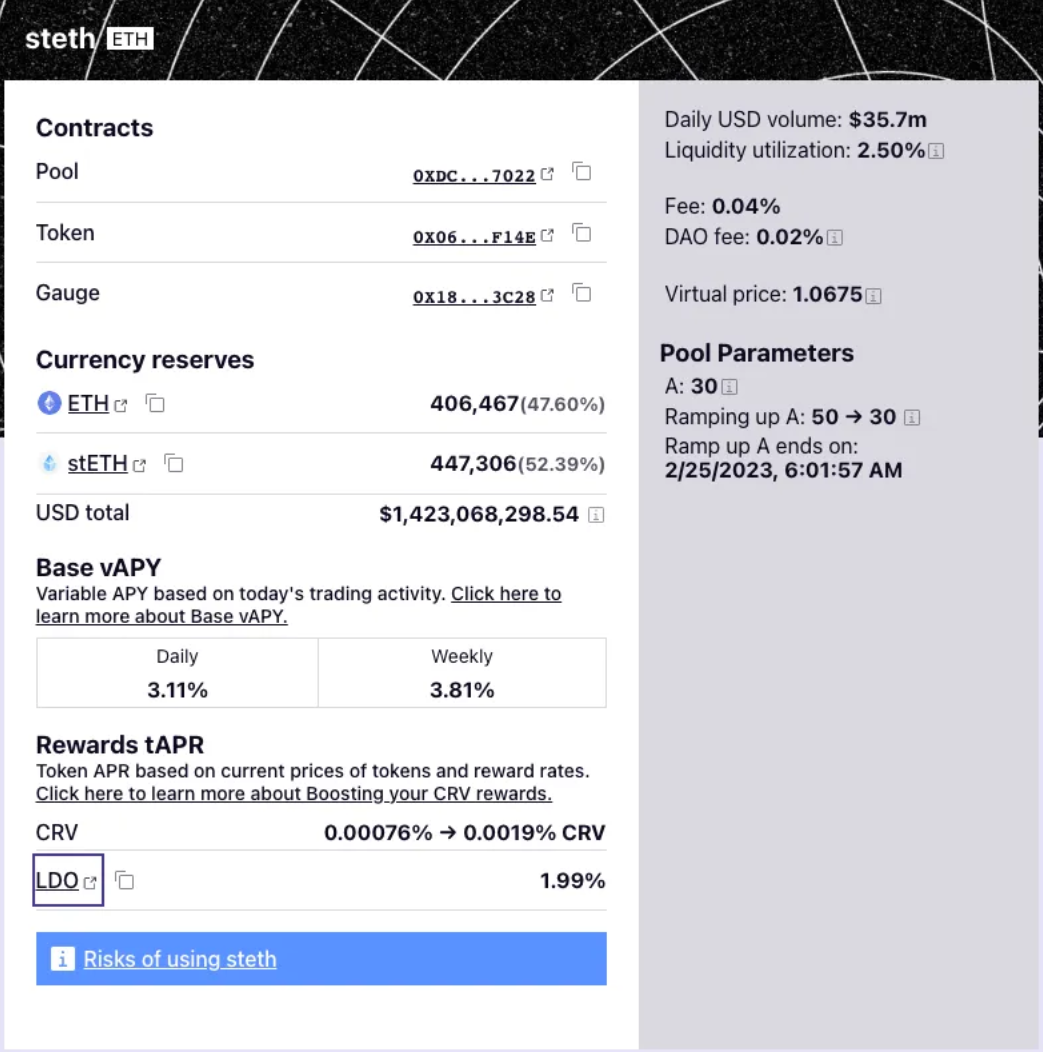 steth ETH
Contracts
Pool 0XDC...7022
Token 0X06...F14E
Gauge 0X18...3C28
Currency reserves
ETH 406,467(47.60%)
stETH 447,306(52.39%)
USD total $1,423,068,298.54
Base vAPY
Variable APY based on today's trading activity. Click here to
learn more about Base vAPY.
Daily Weekly
3.11% 3.81%
Rewards tAPR
Token APR based on current prices of tokens and reward rates.
Click here to learn more about Boosting your CRV rewards.
CRV 0.00076% → 0.0019% CRV
LDO 1.99%
Risks of using steth
Daily USD volume: $35.7m
Liquidity utilization: 2.50%
Fee: 0.04%
DAO fee: 0.02%
Virtual price: 1.0675
Pool Parameters
A: 30
Ramping up A: 50 → 30
Ramp up A ends on:
2/25/2023, 6:01:57 AM